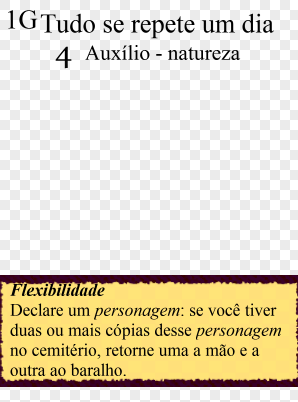 1G Tudo se repete um dia
4 Auxílio - natureza
Flexibilidade
Declare um personagem: se você tiver
duas ou mais cópias desse personagem
no cemitério, retorne uma a mão e a
outra ao baralho.